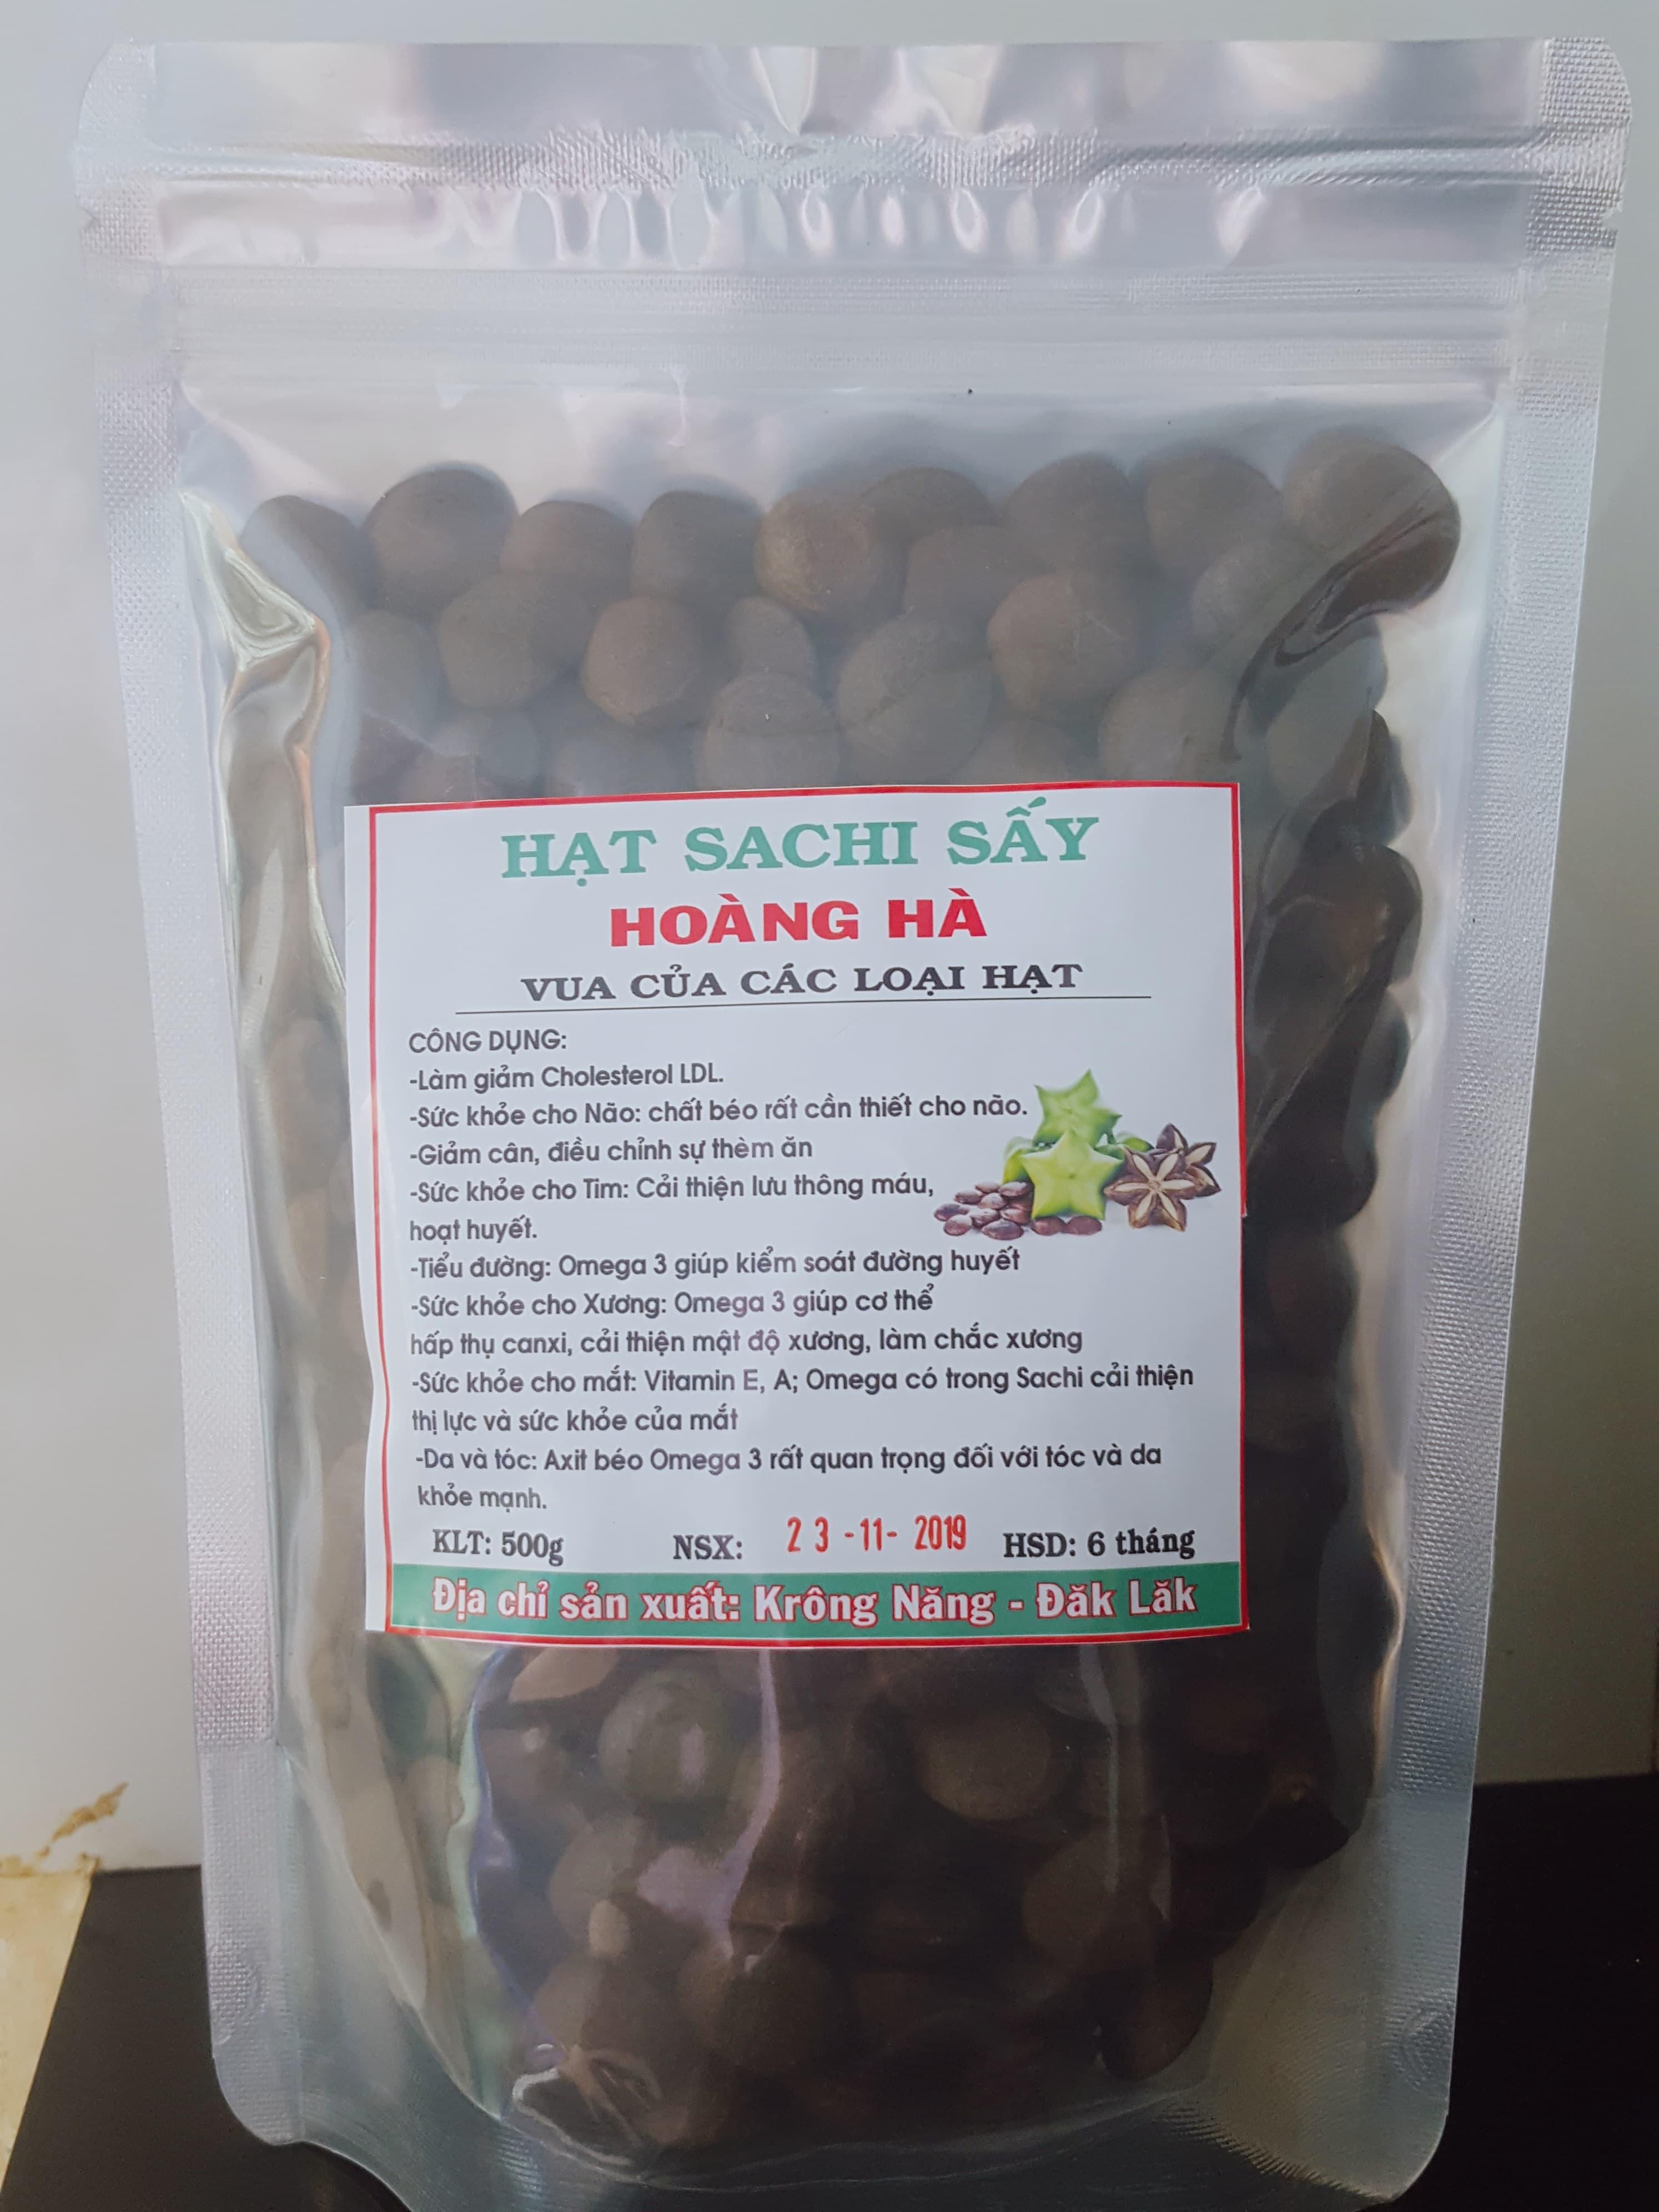 HẠT SACHI SẤY
HOÀNG HÀ
VUA CỦA CÁC LOẠI HẠT
CÔNG DỤNG:
-Làm giảm Cholesterol LDL.
-Sức khỏe cho Não: chất béo rất cần thiết cho não.
-Giảm cân, điều chỉnh sự thèm ăn
-Sức khỏe cho Tim: Cải thiện lưu thông máu,
hoạt huyết.
-Tiểu đường: Omega 3 giúp kiểm soát đường huyết
-Sức khỏe cho Xương: Omega 3 giúp cơ thể
hấp thụ canxi, cải thiện mật độ xương, làm chắc xương
-Sức khỏe cho mắt: Vitamin E, A; Omega có trong Sachi cải thiện
thị lực và sức khỏe của mắt
-Da và tóc: Axit béo Omega 3 rất quan trọng đối với tóc và da
khỏe mạnh.
KLT: 500g NSX: 23-11-2019 HSD: 6 tháng
Địa chỉ sản xuất: Krông Năng - Đăk Lăk